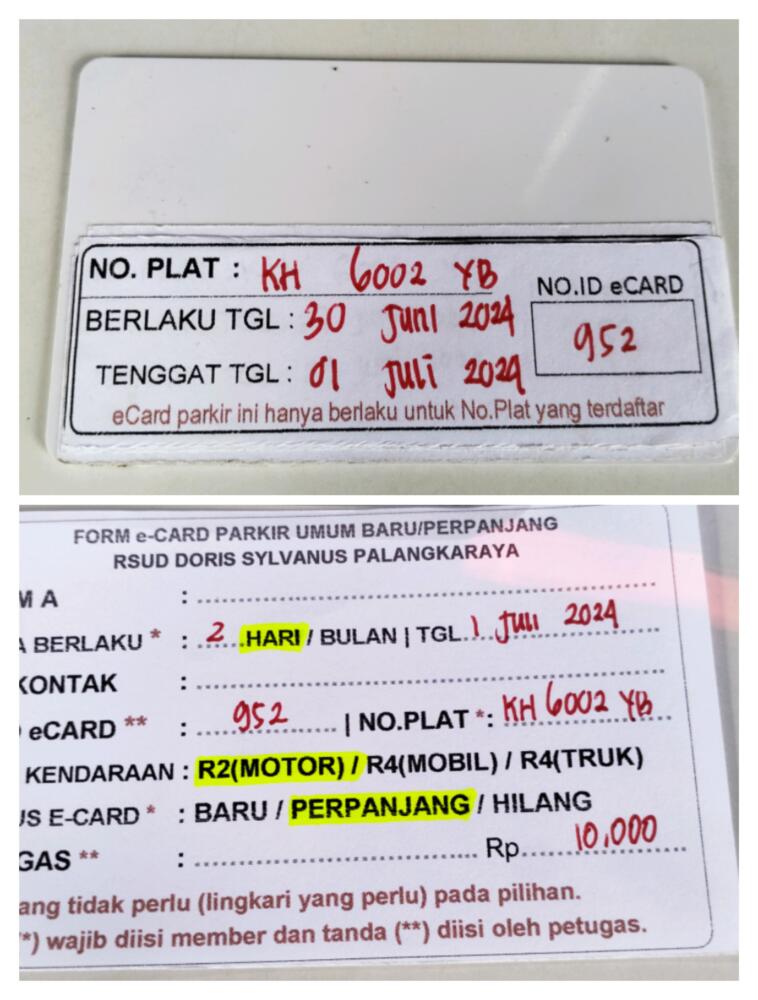 NO. PLAT : KH 6002 YB
NO.ID eCARD
BERLAKU TGL : 30 Juni 2024
952
TENGGAT TGL : 01 Juli 2024
eCard parkir ini hanya berlaku untuk No.Plat yang terdaftar
FORM e-CARD PARKIR UMUM BARU/PERPANJANG
RSUD DORIS SYLVANUS PALANGKARAYA
M A : ..........
A BERLAKU * : 2 HARI / BULAN | TGL. 1 Juli 2024
KONTAK : ..........
eCARD ** : 952 .......... | NO.PLAT *: KH 6002 YB
KENDARAAN : R2(MOTOR) / R4(MOBIL) / R4(TRUK)
US E-CARD * : BARU / PERPANJANG / HILANG
GAS ** : .......... Rp. 10.000
ang tidak perlu (lingkari yang perlu) pada pilihan.
*) wajib diisi member dan tanda (**) diisi oleh petugas.